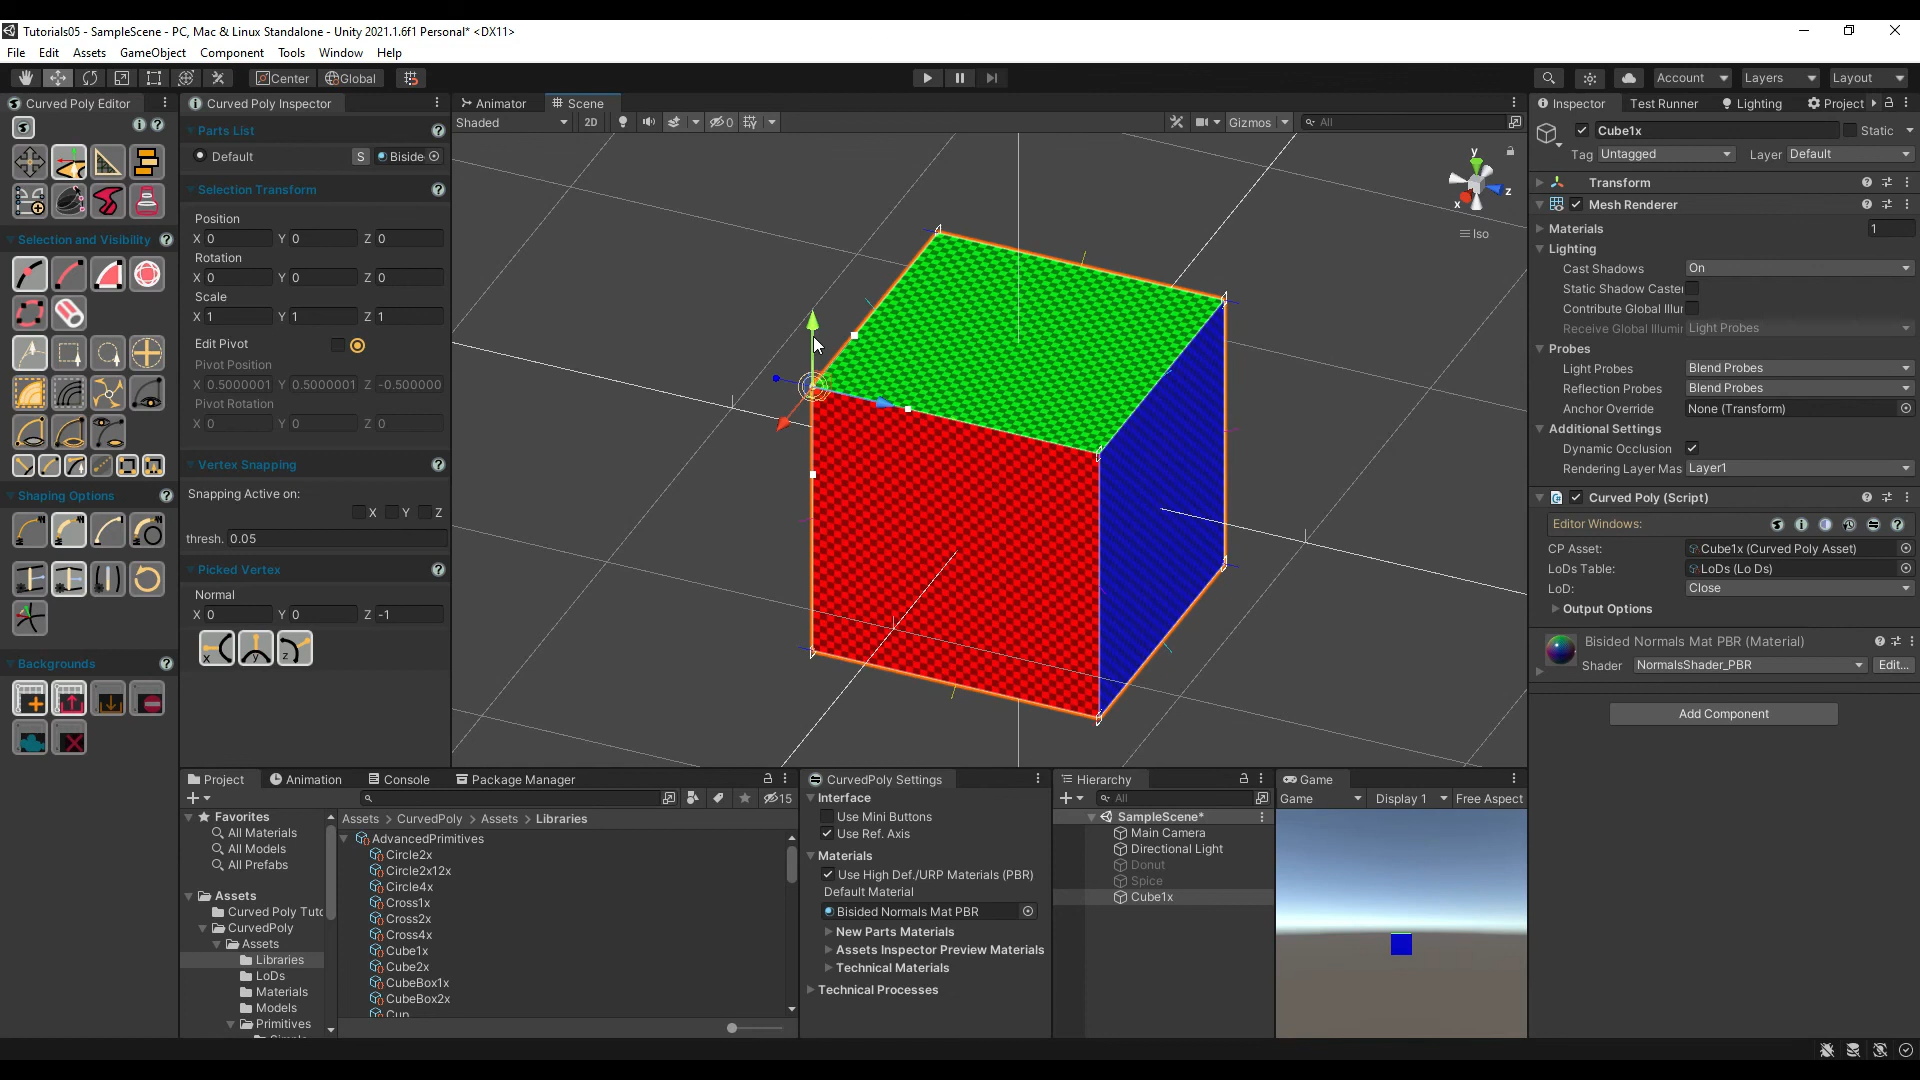 Tutorials05 - SampleScene - PC, Mac & Linux Standalone - Unity 2021.1.6f1 Personal* <DX11>
File Edit Assets GameObject Component Tools Window Help
Center Global Account Layers Layout
Curved Poly Editor
Selection and Visibility
Shaping Options
Backgrounds
Curved Poly Inspector
Parts List
Default S Biside
Selection Transform
Position
X 0 Y 0 Z 0
Rotation
X 0 Y 0 Z 0
Scale
X 1 Y 1 Z 1
Edit Pivot
Pivot Position
X 0.5000001 Y 0.5000001 Z -0.500000
Pivot Rotation
X 0 Y 0 Z 0
Vertex Snapping
Snapping Active on:
X Y Z
thresh. 0.05
Picked Vertex
Normal
X 0 Y 0 Z -1
x y z
Animator Scene
Shaded 2D 0 Gizmos All
y
z
x
Iso
Inspector Test Runner Lighting Project
Cube1x Static
Tag Untagged Layer Default
Transform
Mesh Renderer
Materials 1
Lighting
Cast Shadows On
Static Shadow Caster
Contribute Global Illur
Receive Global Illumir Light Probes
Probes
Light Probes Blend Probes
Reflection Probes Blend Probes
Anchor Override None (Transform)
Additional Settings
Dynamic Occlusion
Rendering Layer Mas Layer1
Curved Poly (Script)
Editor Windows:
CP Asset: Cube1x (Curved Poly Asset)
LoDs Table: LoDs (Lo Ds)
LoD: Close
Output Options
Bisided Normals Mat PBR (Material)
Shader NormalsShader_PBR Edit...
Add Component
Project Animation Console Package Manager
15
Favorites
All Materials
All Models
All Prefabs
Assets
Curved Poly Tuto
CurvedPoly
Assets
Libraries
LoDs
Materials
Models
Primitives
Assets > CurvedPoly > Assets > Libraries
AdvancedPrimitives
Circle2x
Circle2x12x
Circle4x
Cross1x
Cross2x
Cross4x
Cube1x
Cube2x
CubeBox1x
CubeBox2x
Cup
CurvedPoly Settings
Interface
Use Mini Buttons
Use Ref. Axis
Materials
Use High Def./URP Materials (PBR)
Default Material
Bisided Normals Mat PBR
New Parts Materials
Assets Inspector Preview Materials
Technical Materials
Technical Processes
Hierarchy
All
SampleScene*
Main Camera
Directional Light
Donut
Spice
Cube1x
Game
Game Display 1 Free Aspect